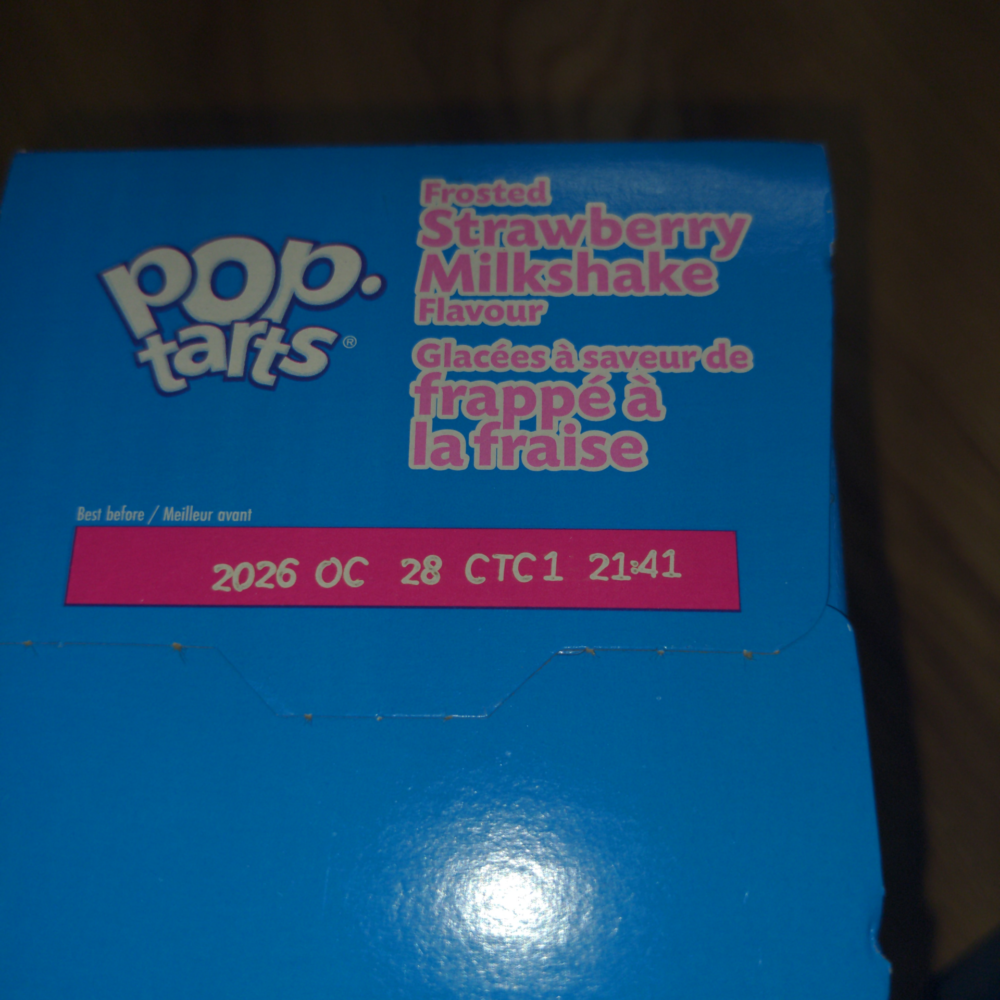 pop.
tarts®
Frosted
Strawberry
Milkshake
Flavour
Glacées à saveur de
frappé à
la fraise
Best before / Meilleur avant
2026 OC 28 CTC1 21:41